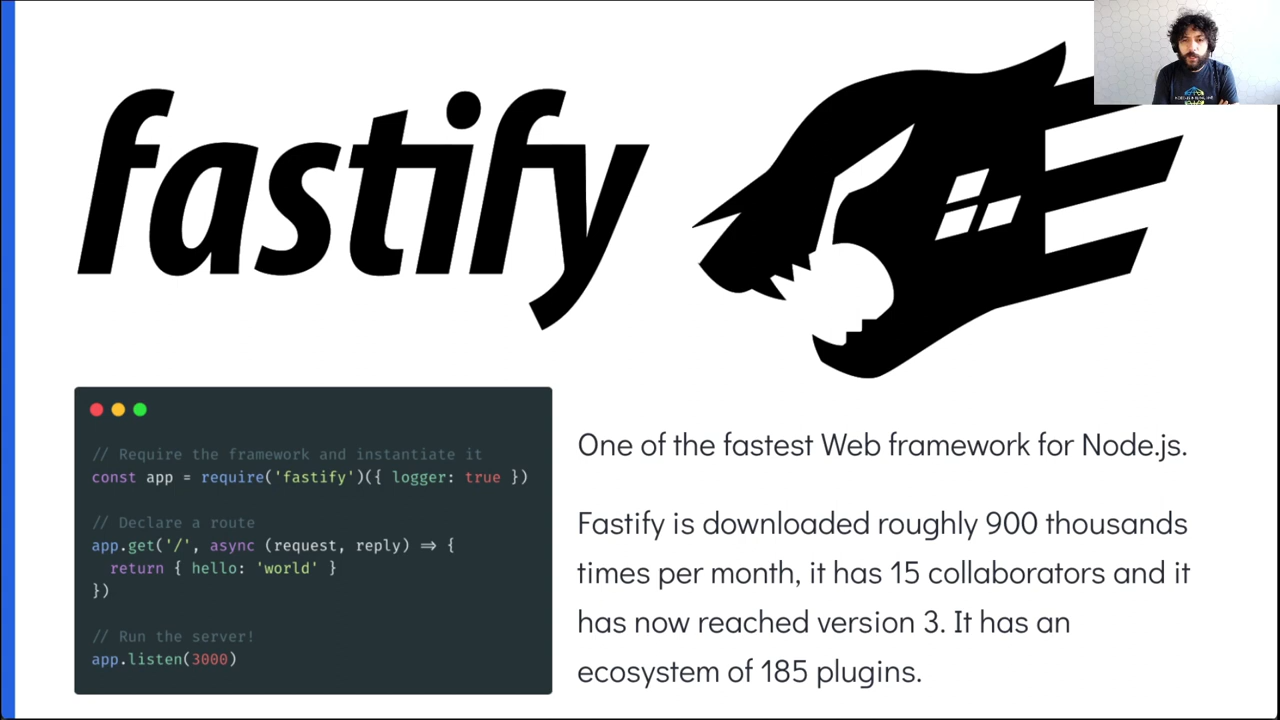 fastify
// Require the framework and instantiate it
const app = require('fastify')({ logger: true })
// Declare a route
app.get('/', async (request, reply) => {
return { hello: 'world' }
})
// Run the server!
app.listen(3000)
One of the fastest Web framework for Node.js.
Fastify is downloaded roughly 900 thousands
times per month, it has 15 collaborators and it
has now reached version 3. It has an
ecosystem of 185 plugins.